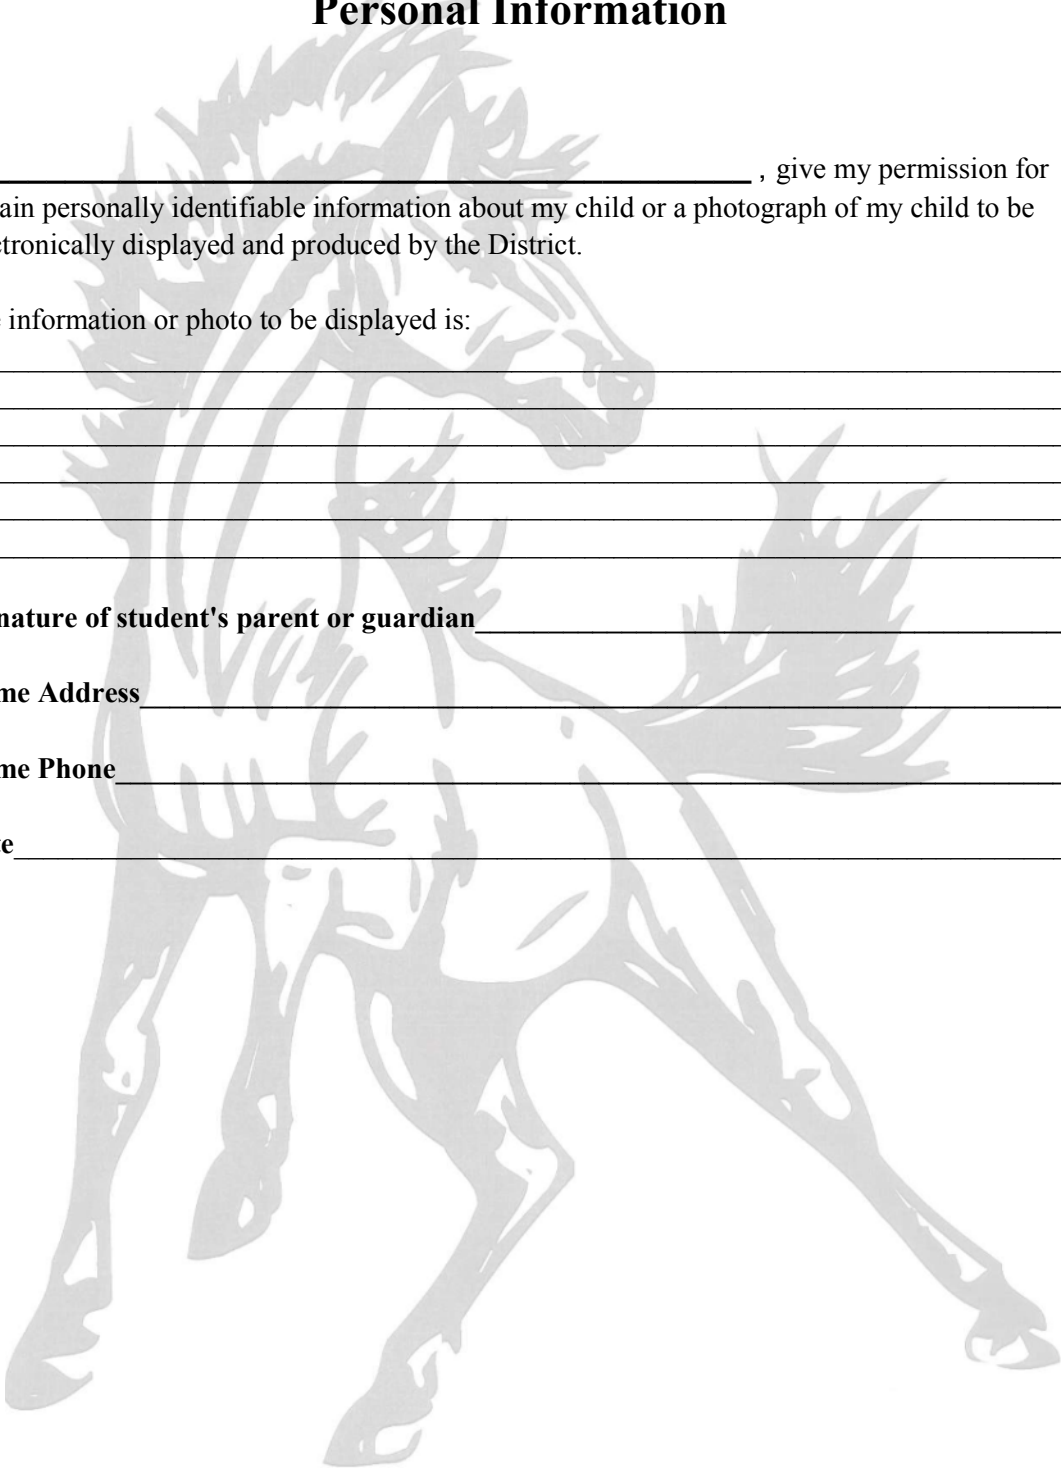 Personal Information
, give my permission for
ain personally identifiable information about my child or a photograph of my child to be
ctronically displayed and produced by the District.
e information or photo to be displayed is:
nature of student's parent or guardian
me Address
me Phone
te